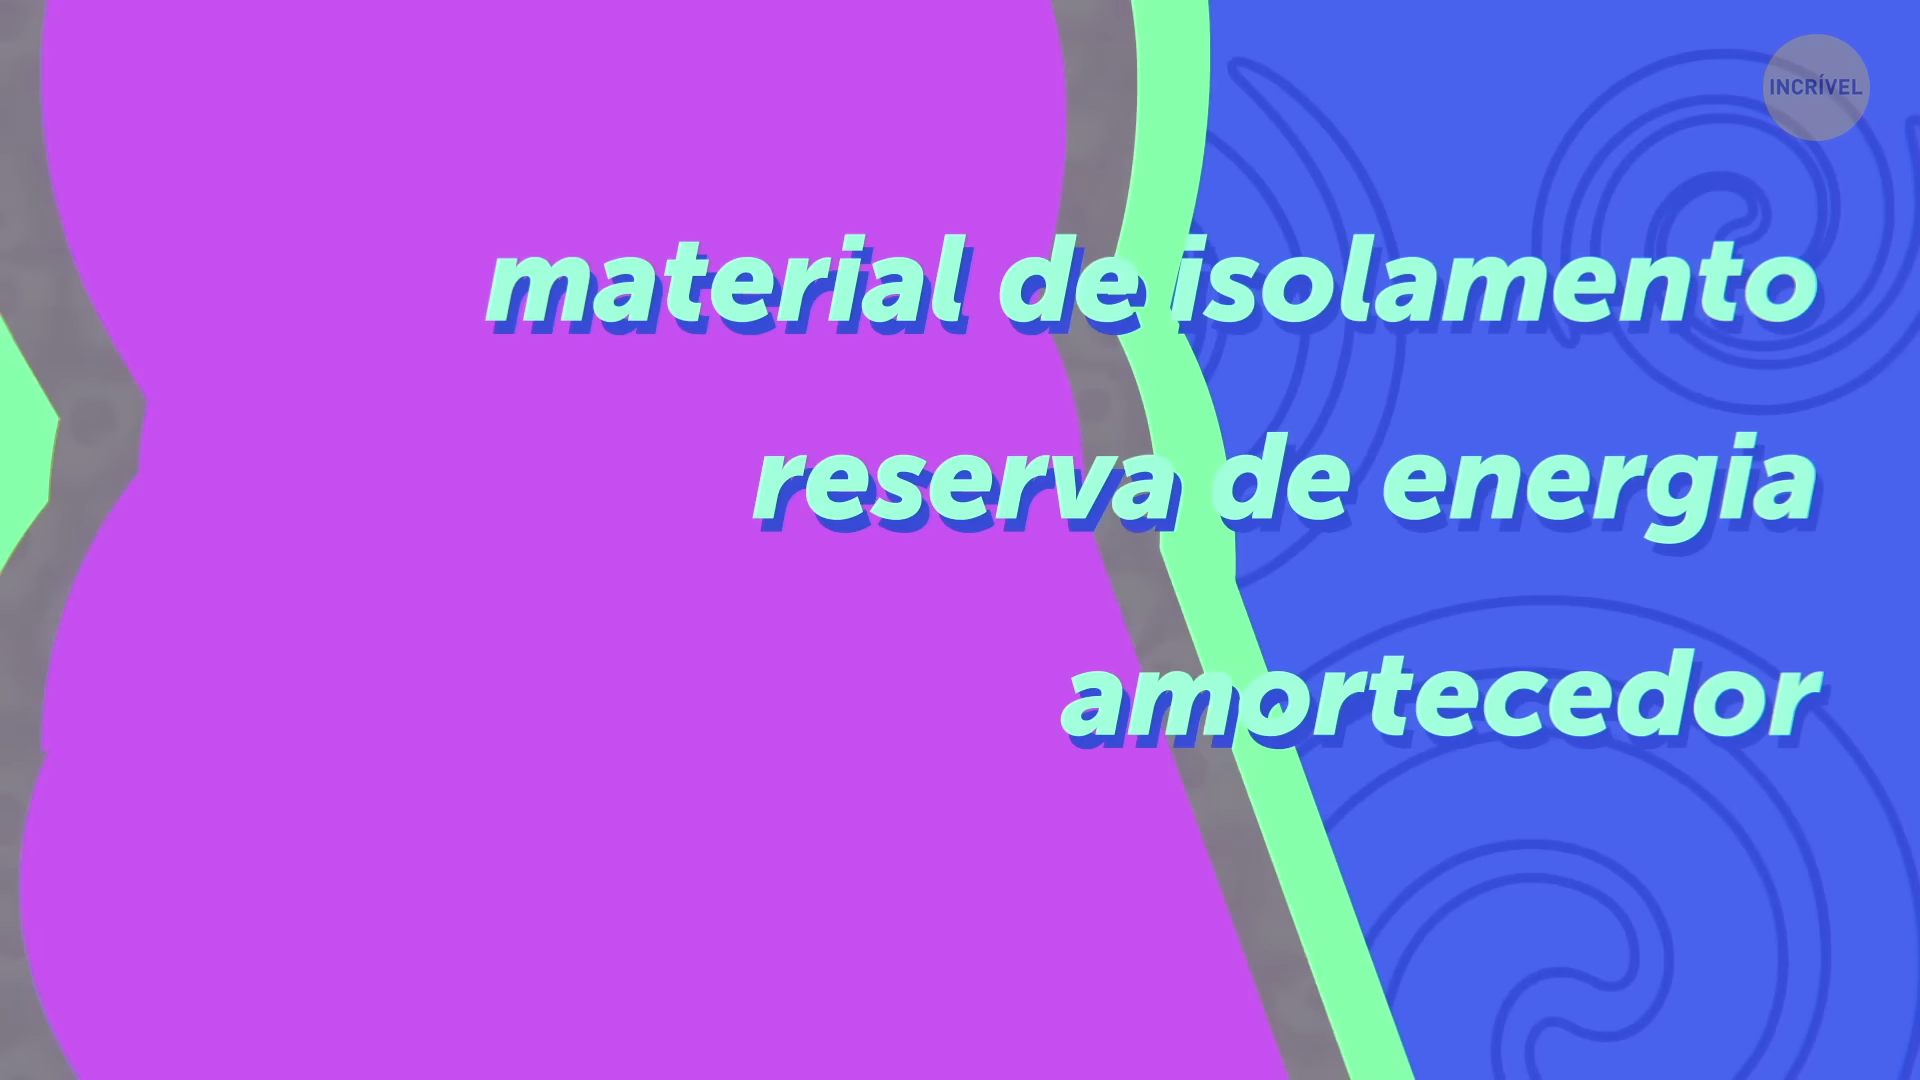 INCRÍVEL
material de isolamento
reserva de energia
amortecedor